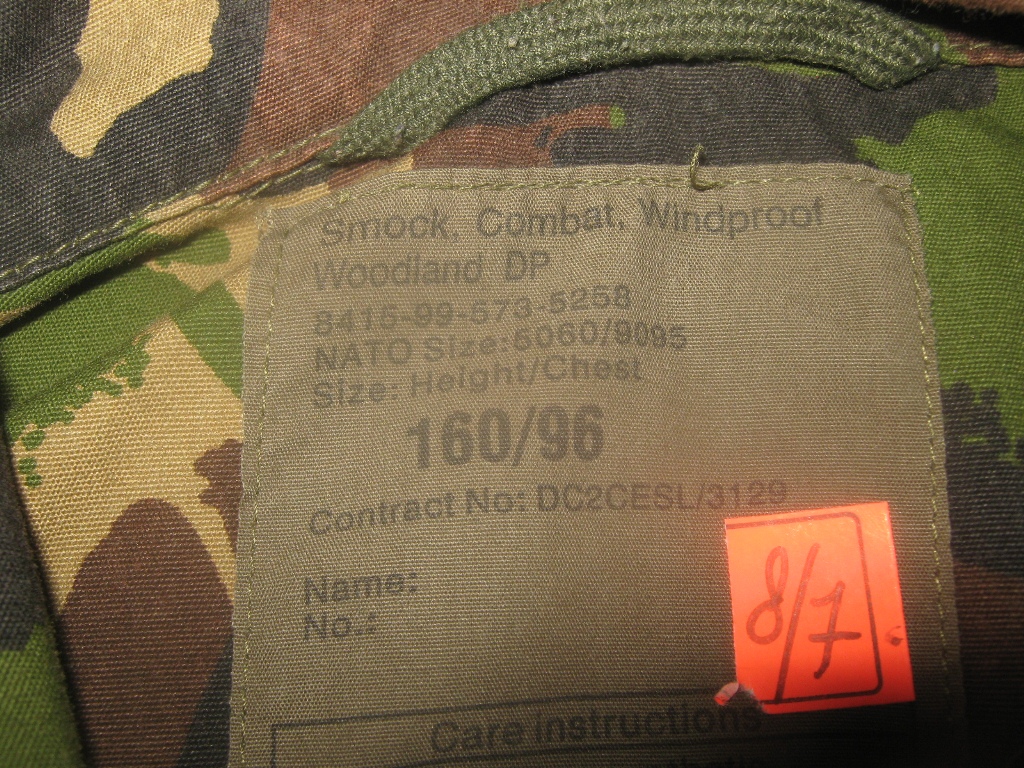 Smock, Combat, Windproof
Woodland DP
8415-99-573-5258
NATO Size:6060/9095
Size: Height/Chest
160/96
Contract No: DC2CESL/3129
Name:
No.:
8/7
Care instructions